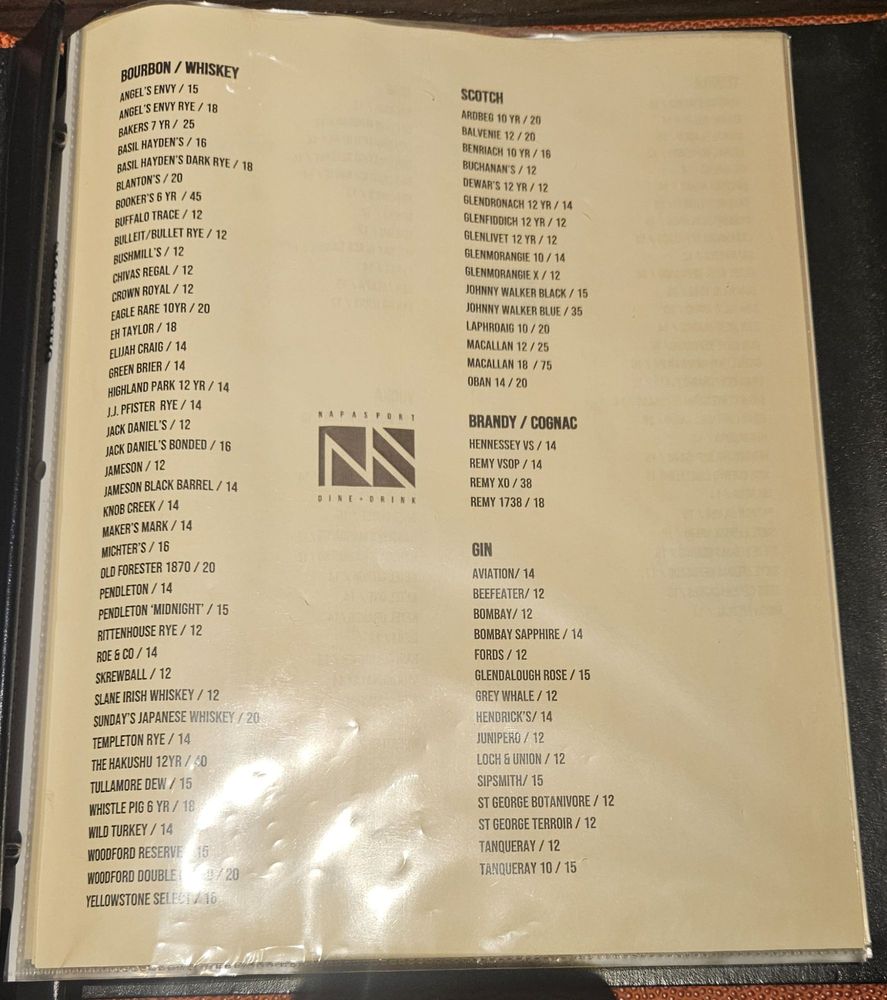 BOURBON / WHISKEY
ANGEL'S ENVY / 15
ANGEL'S ENVY RYE / 18
BAKERS 7 YR / 25
BASIL HAYDEN'S / 16
BASIL HAYDEN'S DARK RYE / 18
BLANTON'S / 20
BOOKER'S 6 YR / 45
BUFFALO TRACE / 12
BULLEIT/BULLET RYE / 12
BUSHMILL'S / 12
CHIVAS REGAL / 12
CROWN ROYAL / 12
EAGLE RARE 10YR / 20
EH TAYLOR / 18
ELIJAH CRAIG / 14
GREEN BRIER / 14
HIGHLAND PARK 12 YR / 14
J.J. PFISTER RYE / 14
JACK DANIEL'S / 12
JACK DANIEL'S BONDED / 16
JAMESON / 12
JAMESON BLACK BARREL / 14
KNOB CREEK / 14
MAKER'S MARK / 14
MICHTER'S / 16
OLD FORESTER 1870 / 20
PENDLETON / 14
PENDLETON 'MIDNIGHT' / 15
RITTENHOUSE RYE / 12
ROE & CO / 14
SKREWBALL / 12
SLANE IRISH WHISKEY / 12
SUNDAY'S JAPANESE WHISKEY / 20
TEMPLETON RYE / 14
THE HAKUSHU 12YR / 40
TULLAMORE DEW / 15
WHISTLE PIG 6 YR / 18
WILD TURKEY / 14
WOODFORD RESERVE / 15
WOODFORD DOUBLE / 20
YELLOWSTONE SELECT / 16
NAPASPORT
DINE + DRINK
SCOTCH
ARDBEG 10 YR / 20
BALVENIE 12 / 20
BENRIACH 10 YR / 16
BUCHANAN'S / 12
DEWAR'S 12 YR / 12
GLENDRONACH 12 YR / 14
GLENFIDDICH 12 YR / 12
GLENLIVET 12 YR / 12
GLENMORANGIE 10 / 14
GLENMORANGIE X / 12
JOHNNY WALKER BLACK / 15
JOHNNY WALKER BLUE / 35
LAPHROAIG 10 / 20
MACALLAN 12 / 25
MACALLAN 18 / 75
OBAN 14 / 20
BRANDY / COGNAC
HENNESSEY VS / 14
REMY VSOP / 14
REMY XO / 38
REMY 1738 / 18
GIN
AVIATION/ 14
BEEFEATER/ 12
BOMBAY/ 12
BOMBAY SAPPHIRE / 14
FORDS / 12
GLENDALOUGH ROSE / 15
GREY WHALE / 12
HENDRICK'S/ 14
JUNIPERO / 12
LOCH & UNION / 12
SIPSMITH/ 15
ST GEORGE BOTANIVORE / 12
ST GEORGE TERROIR / 12
TANQUERAY / 12
TANQUERAY 10 / 15